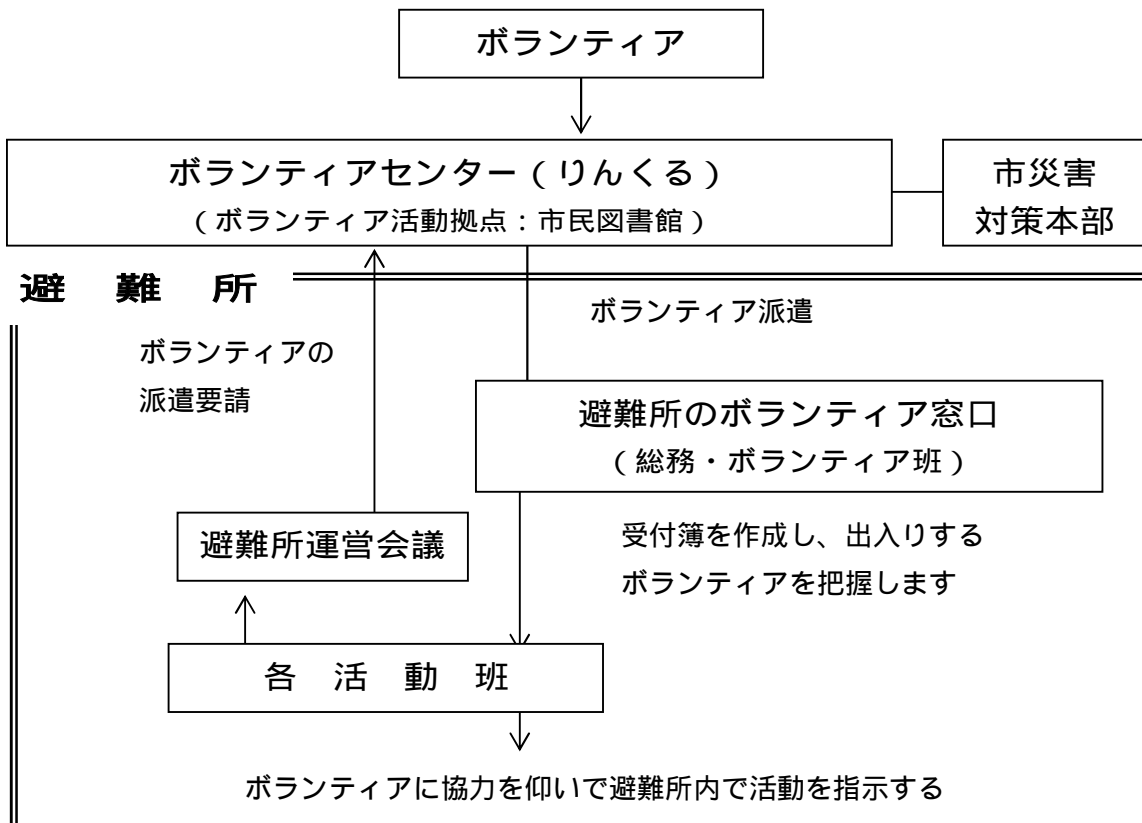 ボランティア
ボランティアセンター（りんくる）
（ボランティア活動拠点：市民図書館）
市災害
対策本部
避　難　所
ボランティア派遣
ボランティアの
派遣要請
避難所のボランティア窓口
（総務・ボランティア班）
避難所運営会議
受付簿を作成し、出入りする
ボランティアを把握します
各　活　動　班
ボランティアに協力を仰いで避難所内で活動を指示する